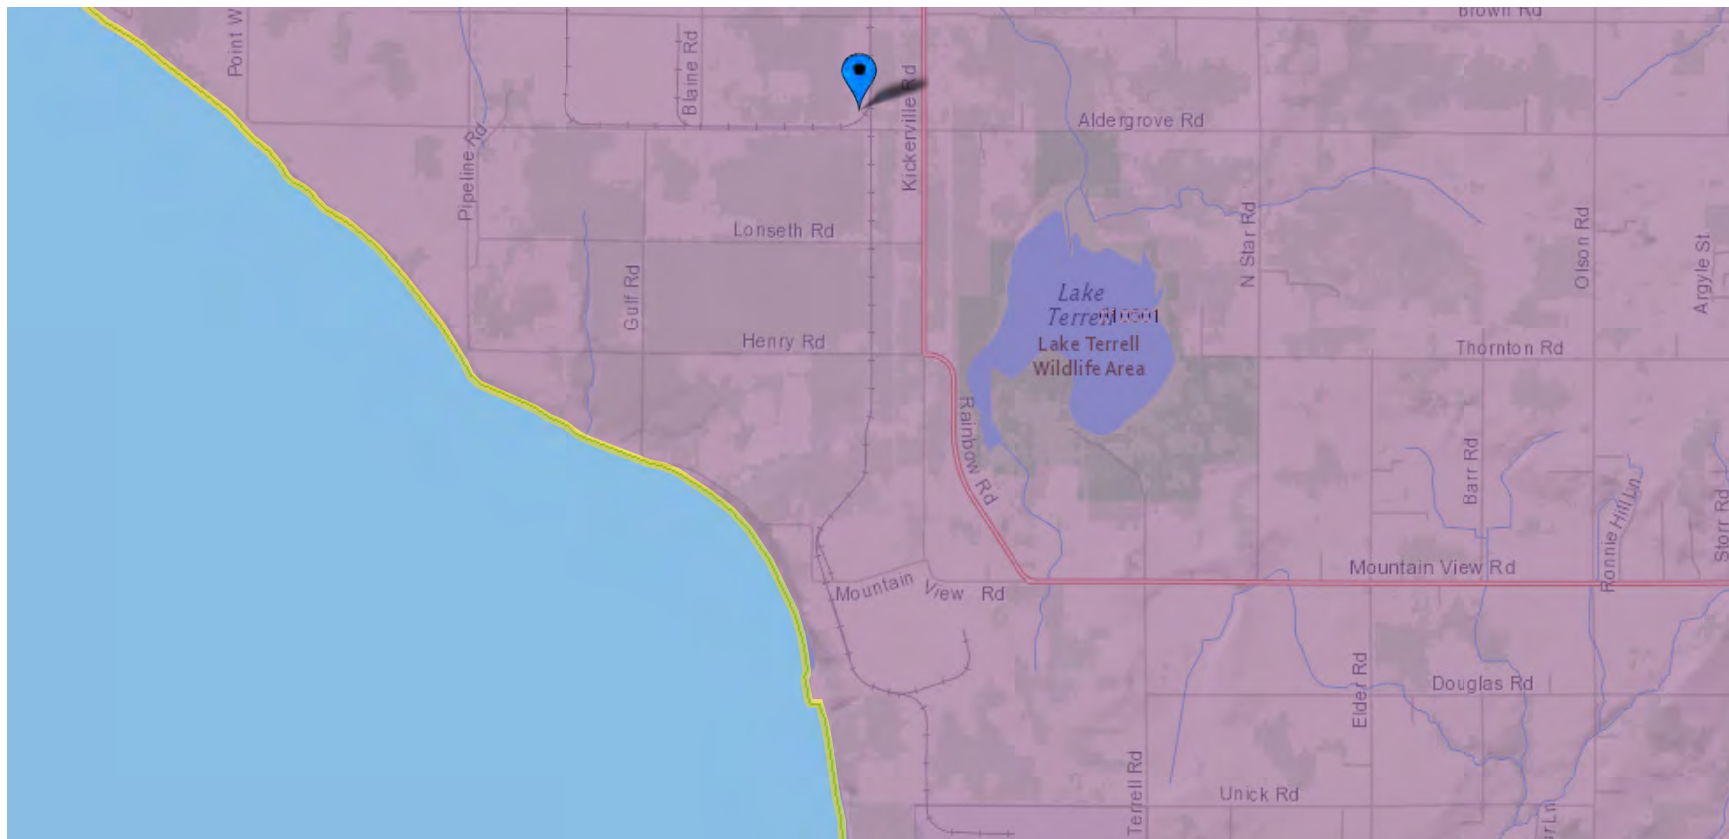 Brown Rd
Point W
Blaine Rd
Kickerville Rd
Aldergrove Rd
Pipeline Rd
Lonseth Rd
N Star Rd
Olson Rd
Argyle St
Gulf Rd
Lake
Terrell
Lake Terrell
Wildlife Area
Henry Rd
Thornton Rd
Rainbow Rd
Barr Rd
Ronnie Hill Ln
Storr Rd
Mountain View Rd
Mountain View Rd
Elder Rd
Douglas Rd
Terrell Rd
Unick Rd